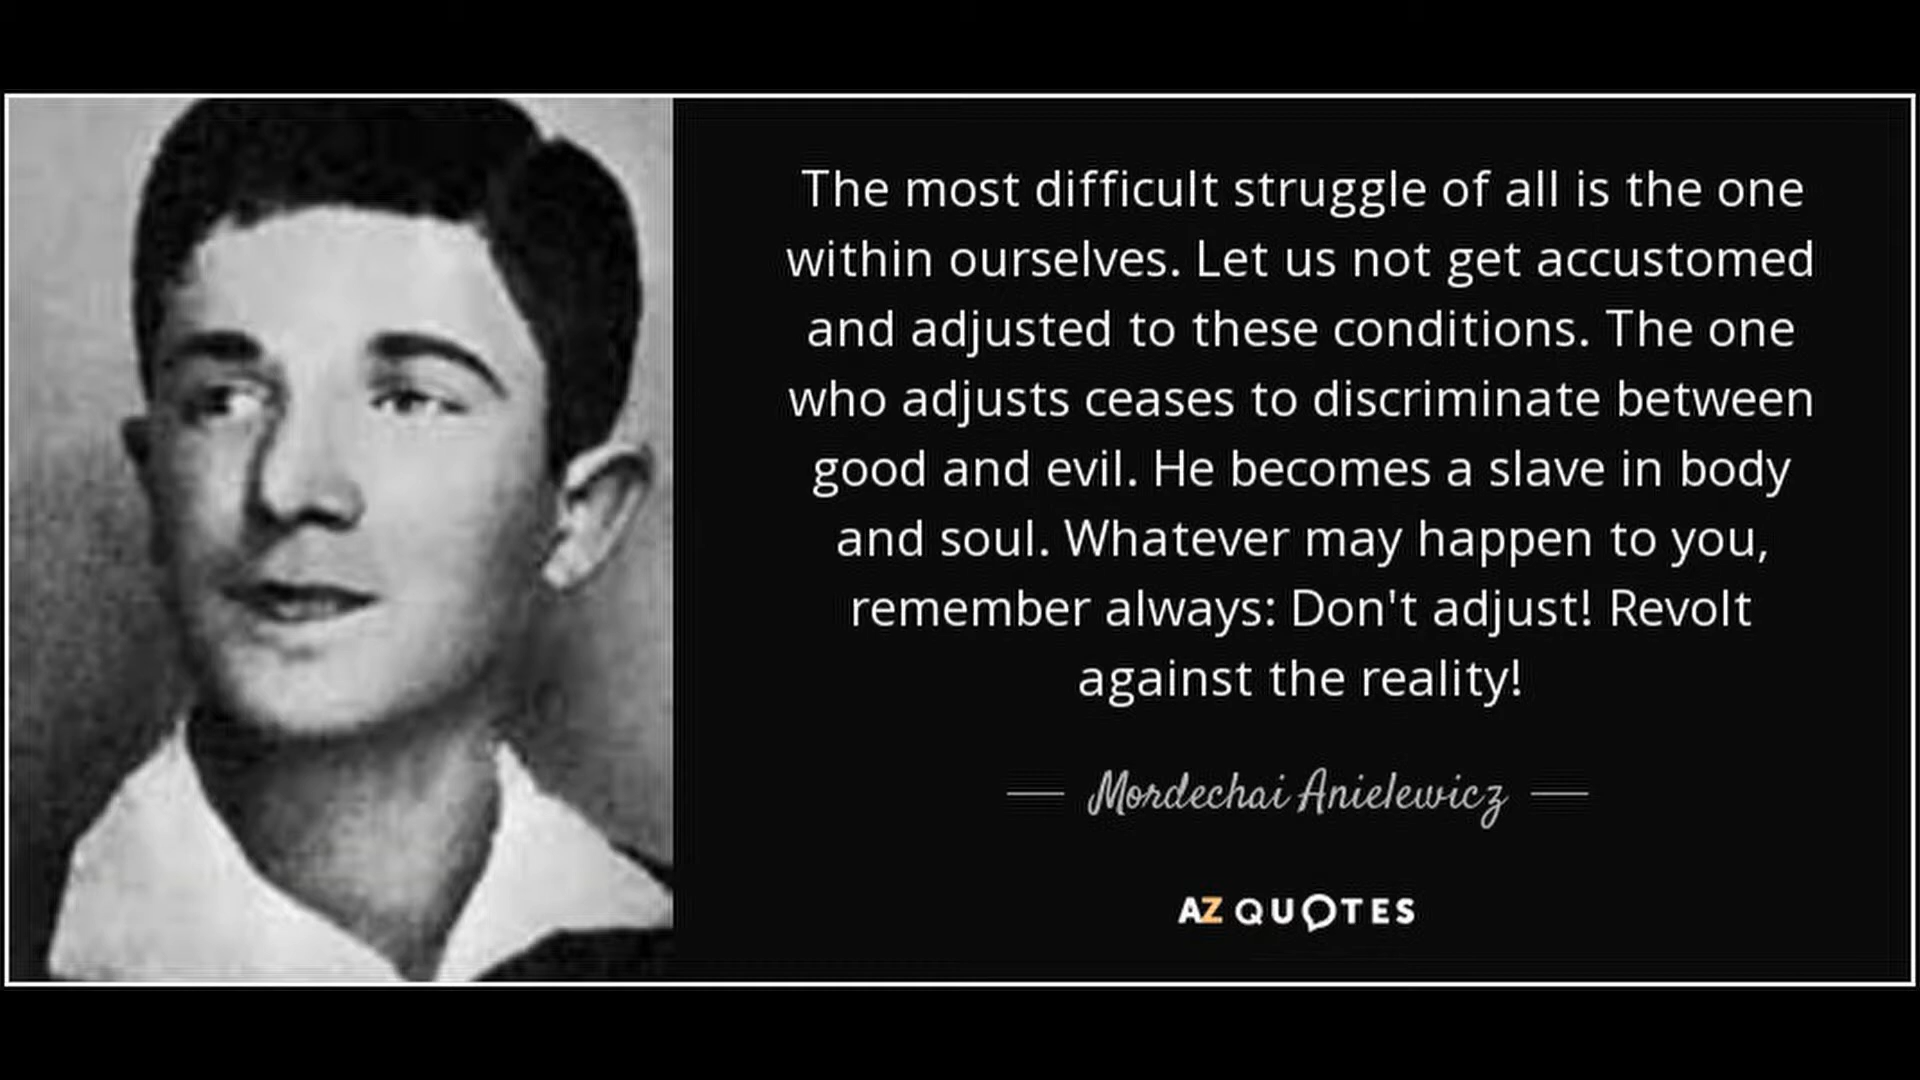 The most difficult struggle of all is the one
within ourselves. Let us not get accustomed
and adjusted to these conditions. The one
who adjusts ceases to discriminate between
good and evil. He becomes a slave in body
and soul. Whatever may happen to you,
remember always: Don't adjust! Revolt
against the reality!
Mordechai Anielewicz
AZ QUOTES